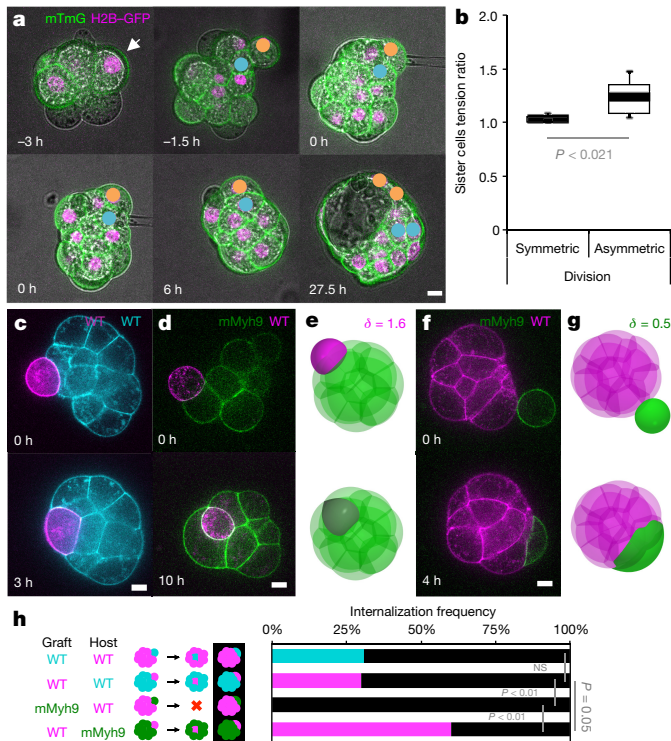 a mTmG H2B–GFP
–3 h
–1.5 h
0 h
0 h
6 h
27.5 h
b
Sister cells tension ratio
1.5
1.0
0.5
0
P < 0.021
Symmetric Asymmetric
Division
c WT WT
0 h
3 h
d mMyh9 WT
0 h
10 h
e δ = 1.6
f mMyh9 WT
0 h
4 h
g δ = 0.5
h
Graft Host
WT WT
WT WT
mMyh9 WT
WT mMyh9
Internalization frequency
0% 25% 50% 75% 100%
NS
P < 0.01
P < 0.01
P = 0.05